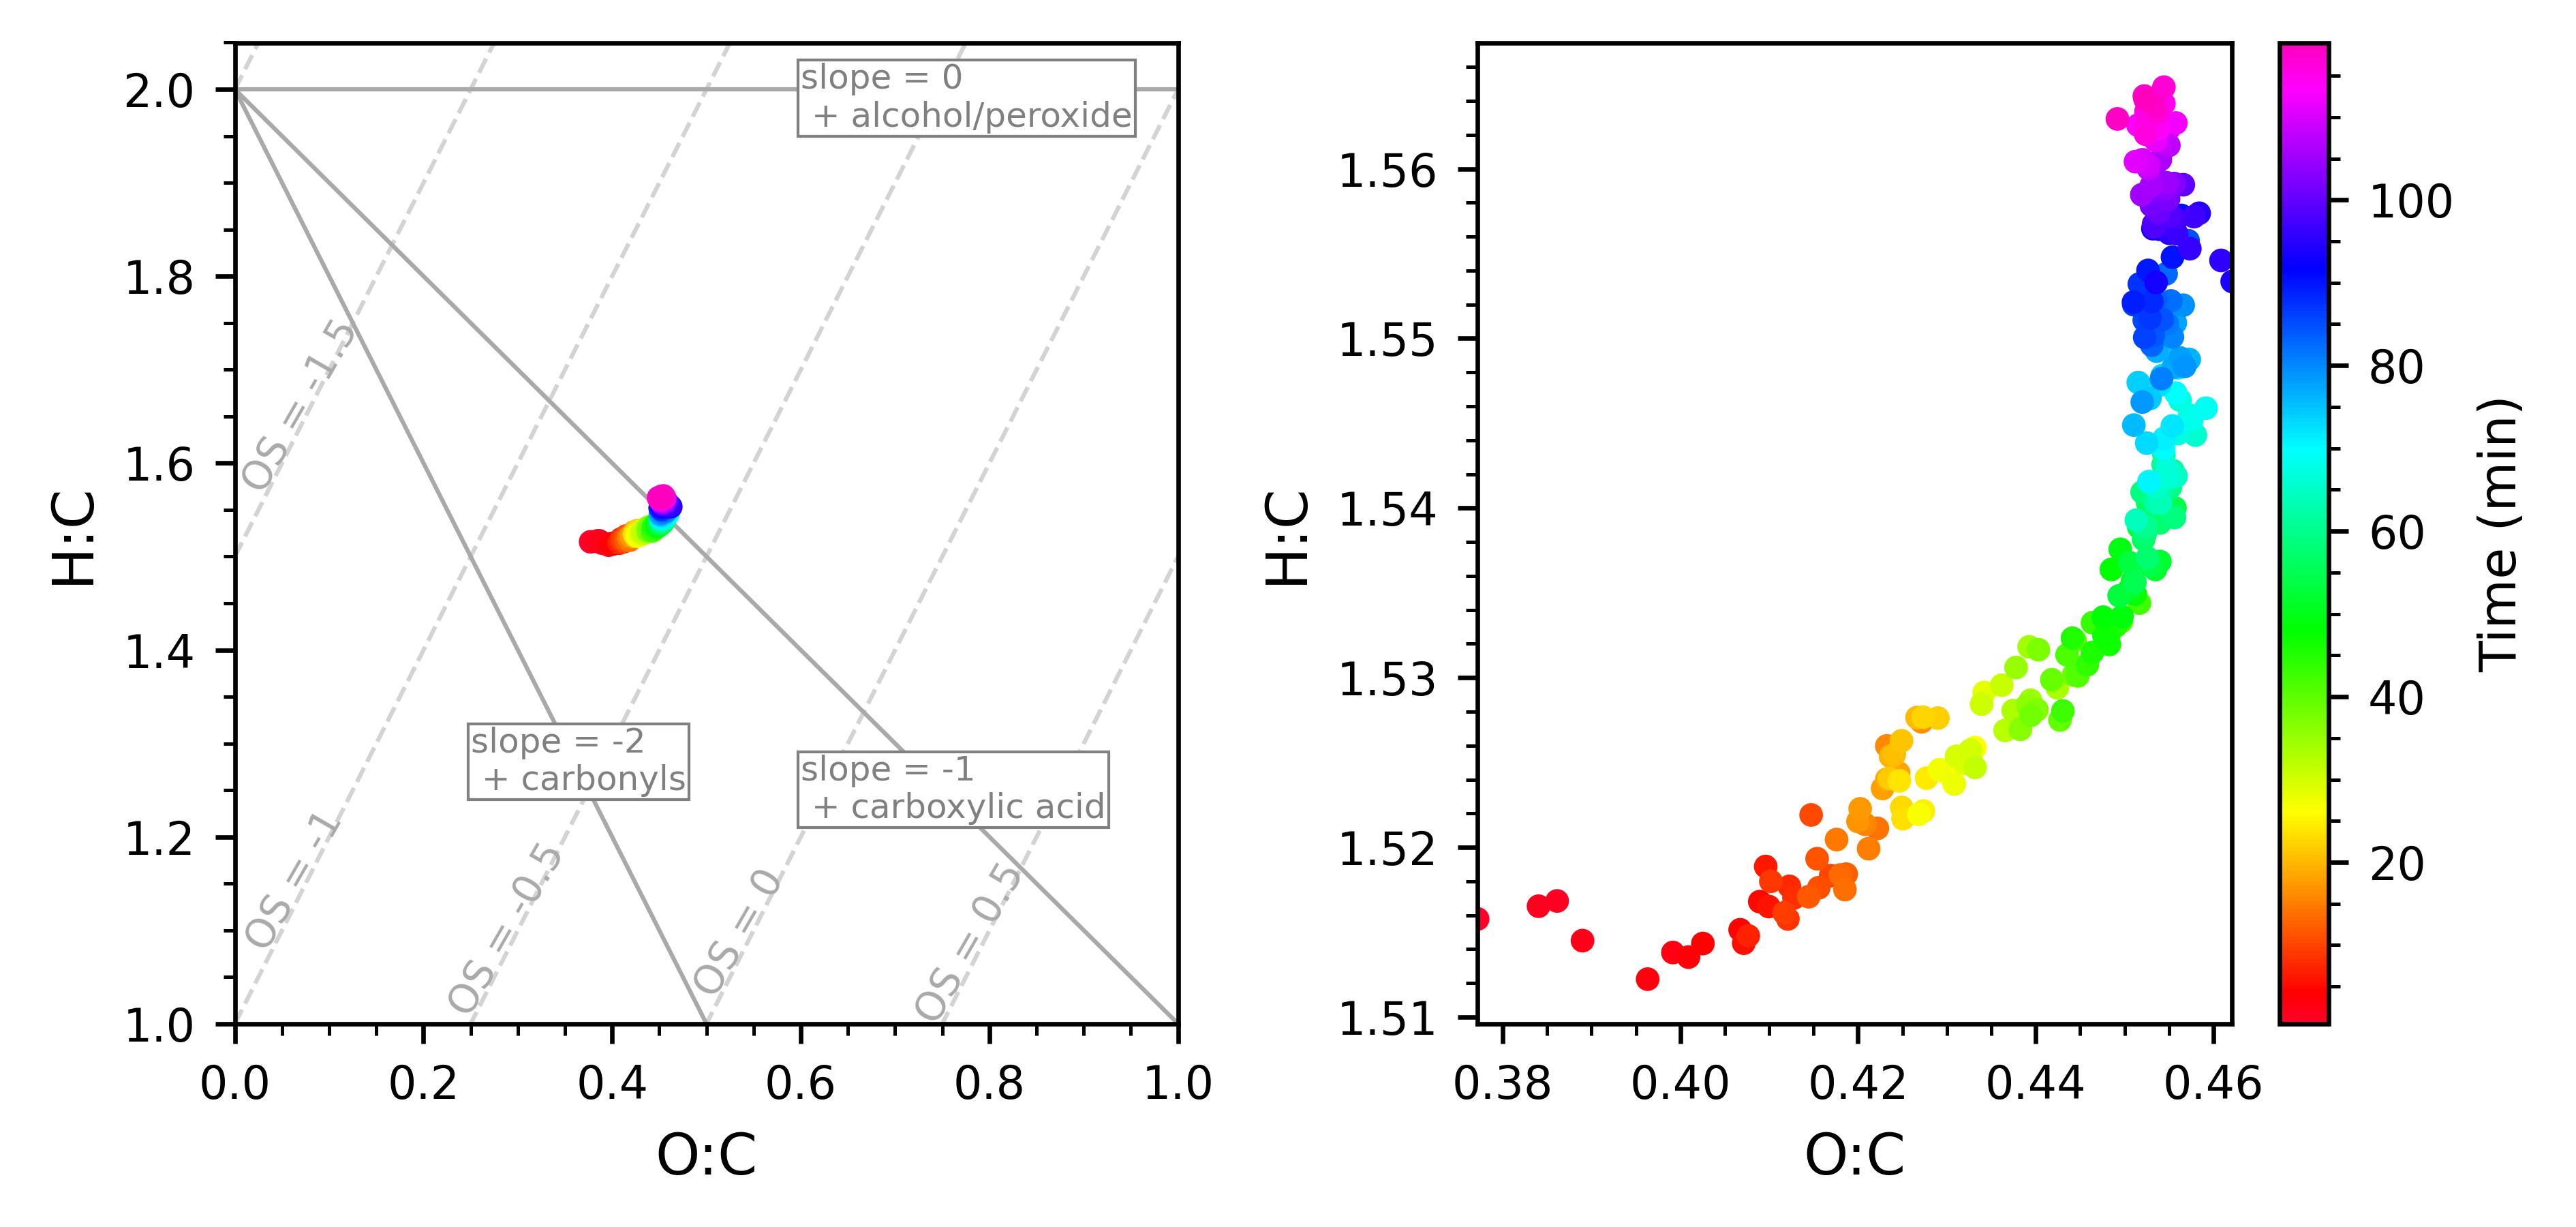 2.0
1.8
1.6
1.4
1.2
1.0
H:C
0.0
0.2
0.4
0.6
0.8
1.0
O:C
slope = 0
+ alcohol/peroxide
slope = -2
+ carbonyls
slope = -1
+ carboxylic acid
OS = -1.5
OS = -1
OS = -0.5
OS = 0
OS = 0.5
1.56
1.55
1.54
1.53
1.52
1.51
H:C
0.38
0.40
0.42
0.44
0.46
O:C
100
80
60
40
20
Time (min)